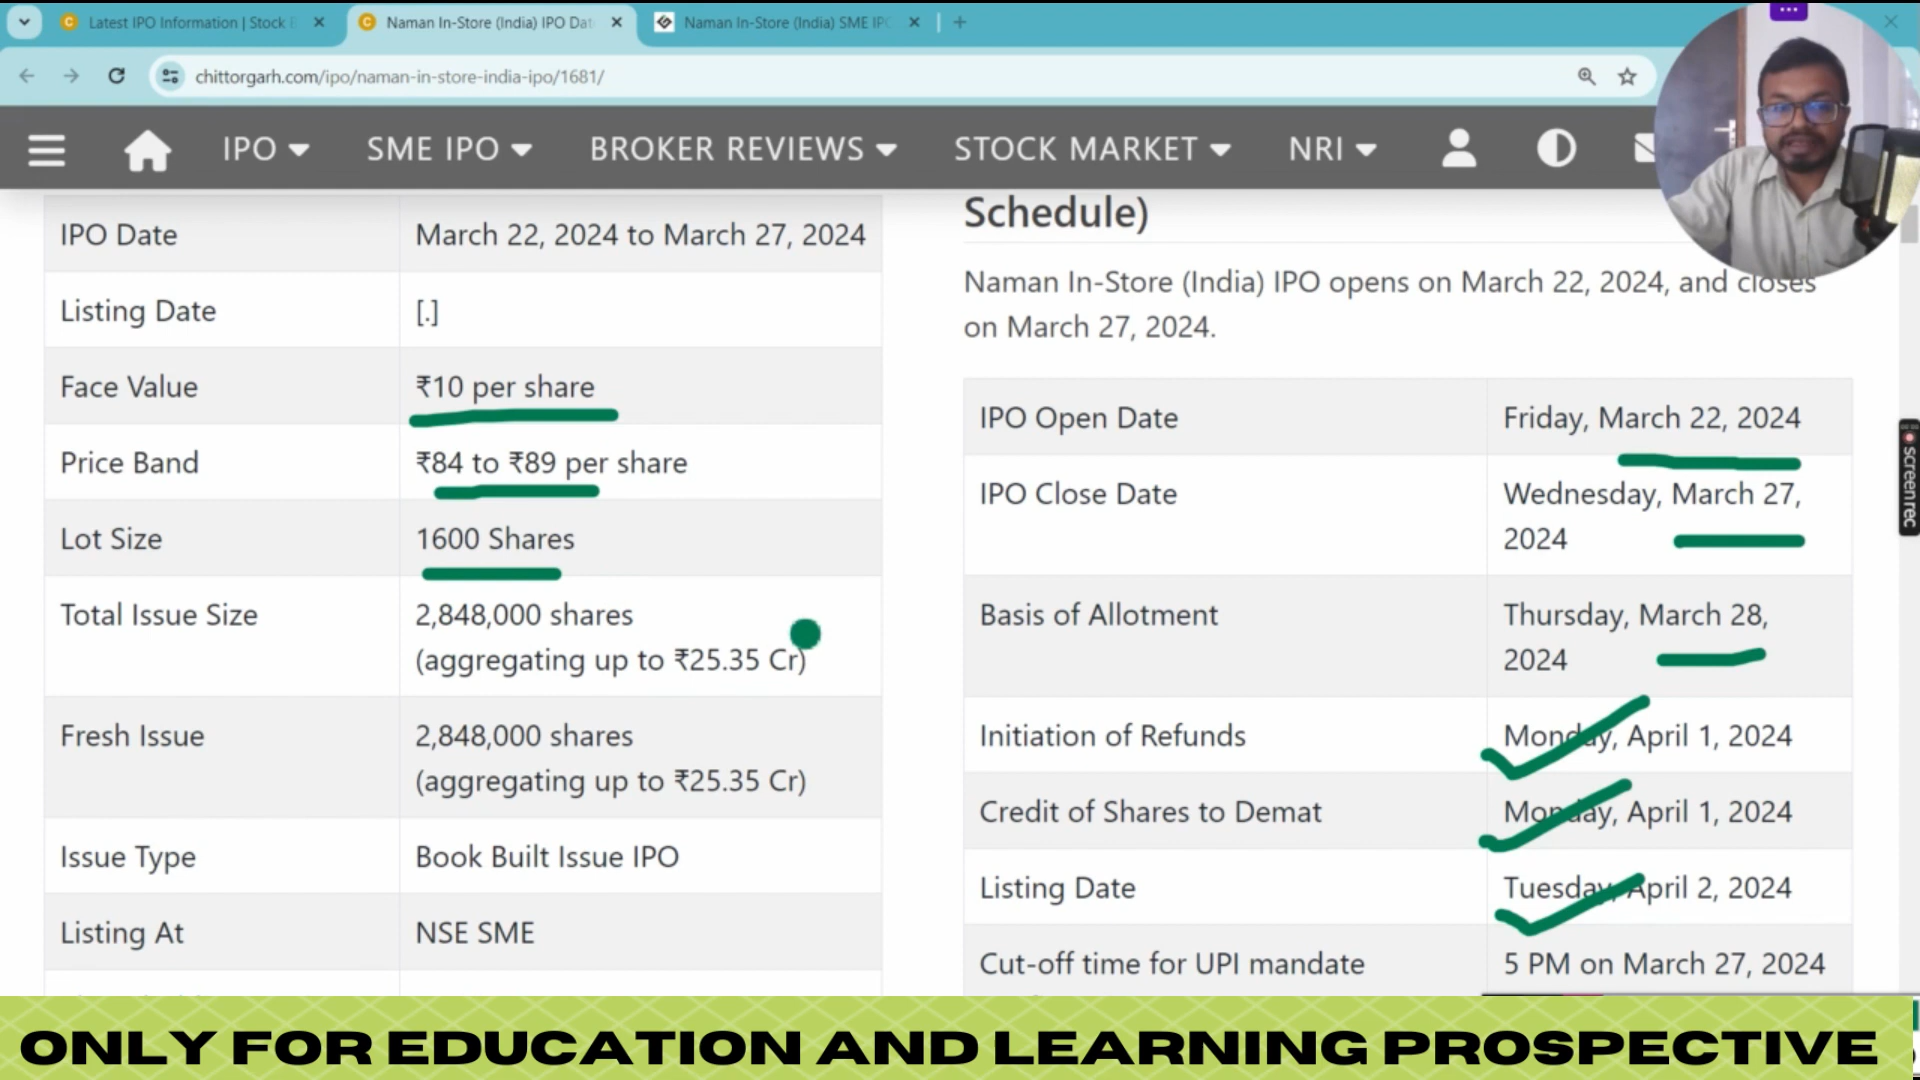 Latest IPO Information | Stock
Naman In-Store (India) IPO Dat
Naman In-Store (India) SME IPO
chittorgarh.com/ipo/naman-in-store-india-ipo/1681/
IPO
SME IPO
BROKER REVIEWS
STOCK MARKET
NRI
IPO Date
March 22, 2024 to March 27, 2024
Listing Date
[.]
Face Value
₹10 per share
Price Band
₹84 to ₹89 per share
Lot Size
1600 Shares
Total Issue Size
2,848,000 shares
(aggregating up to ₹25.35 Cr)
Fresh Issue
2,848,000 shares
(aggregating up to ₹25.35 Cr)
Issue Type
Book Built Issue IPO
Listing At
NSE SME
Schedule)
Naman In-Store (India) IPO opens on March 22, 2024, and closes
on March 27, 2024.
IPO Open Date
Friday, March 22, 2024
IPO Close Date
Wednesday, March 27,
2024
Basis of Allotment
Thursday, March 28,
2024
Initiation of Refunds
Monday, April 1, 2024
Credit of Shares to Demat
Monday, April 1, 2024
Listing Date
Tuesday, April 2, 2024
Cut-off time for UPI mandate
5 PM on March 27, 2024
screenrec
ONLY FOR EDUCATION AND LEARNING PROSPECTIVE